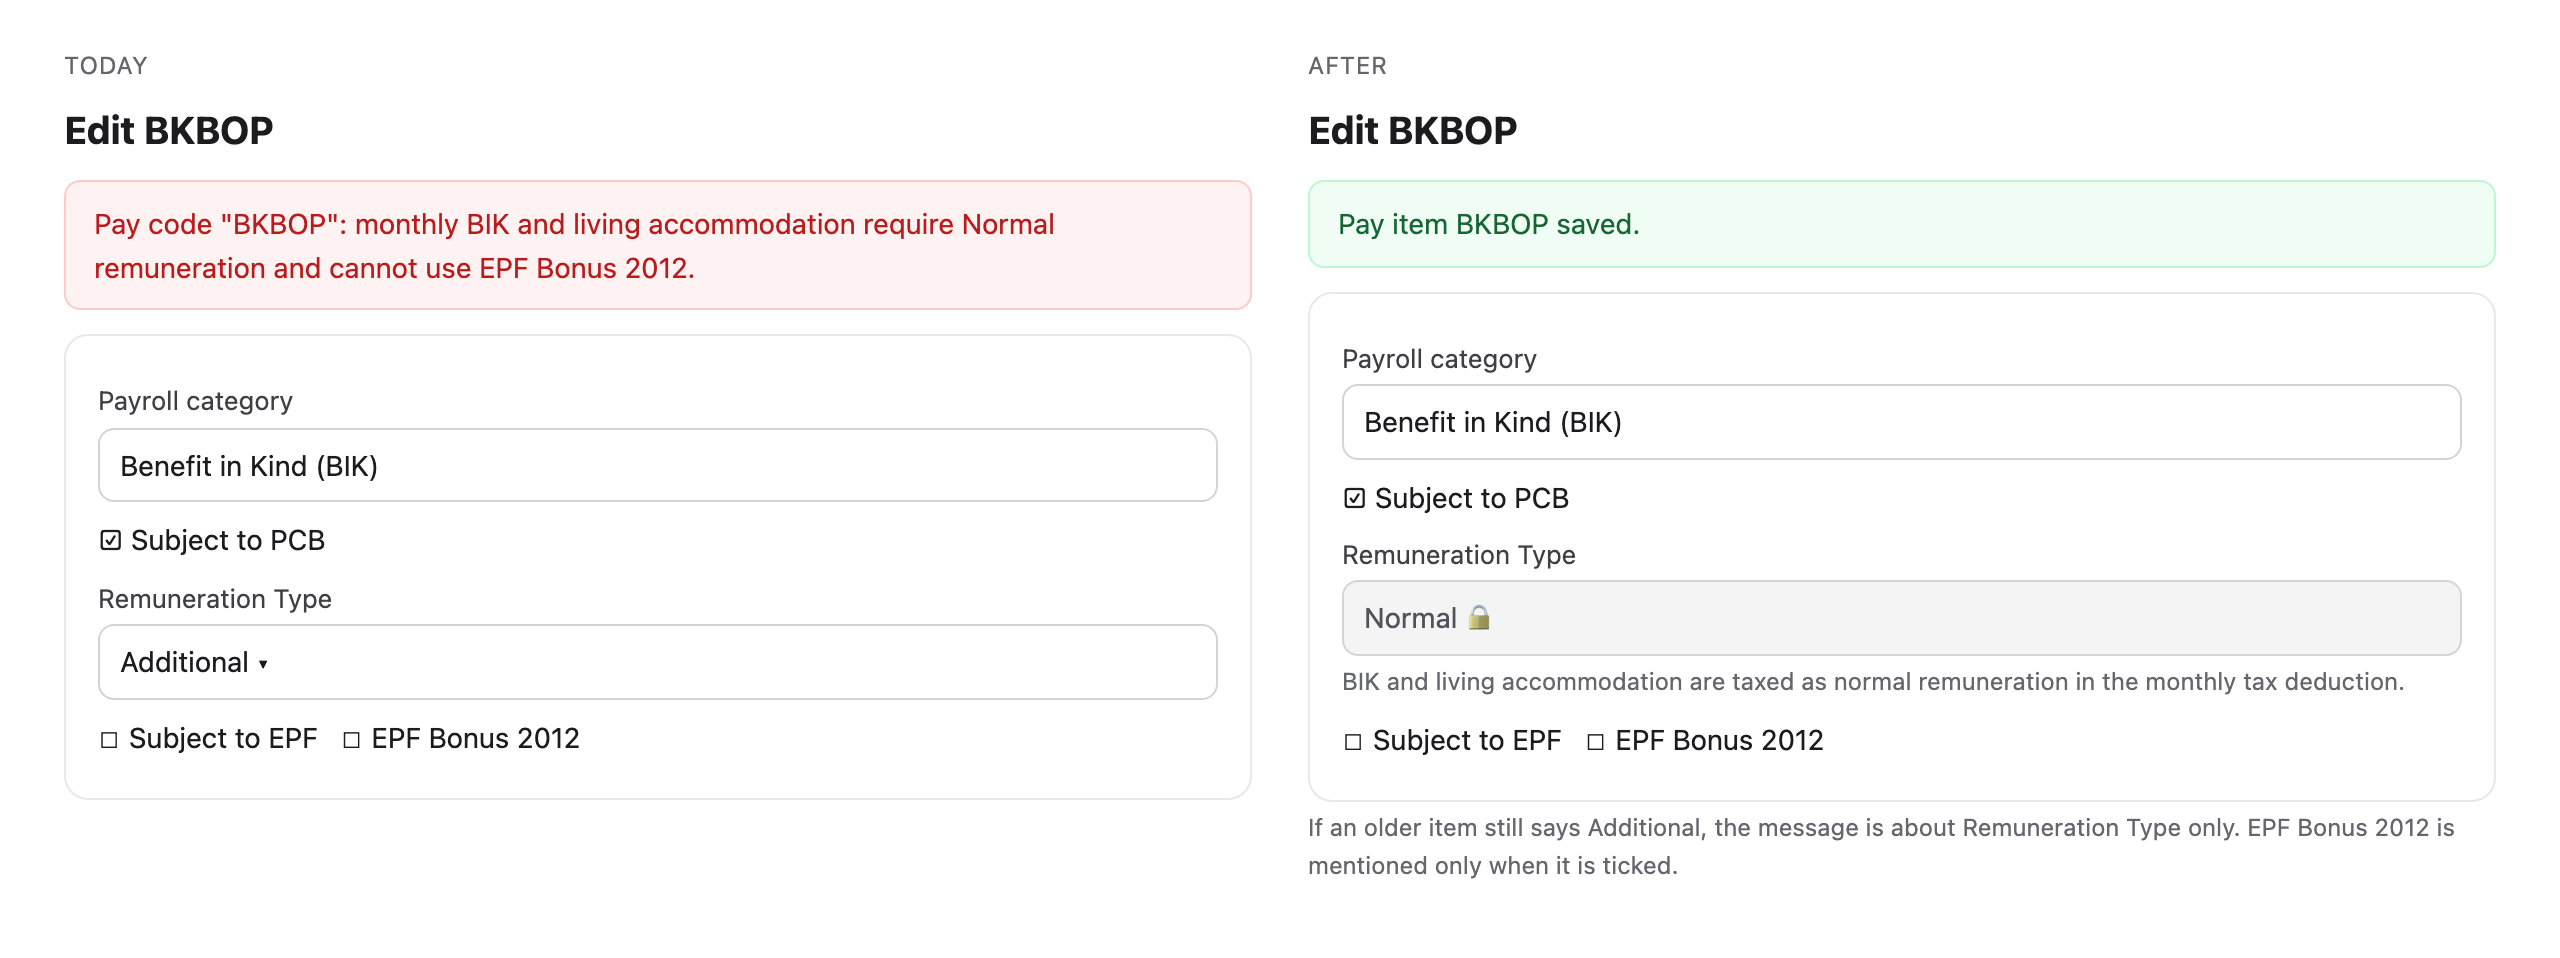 TODAY
Edit BKBOP
Pay code "BKBOP": monthly BIK and living accommodation require Normal
remuneration and cannot use EPF Bonus 2012.
Payroll category
Benefit in Kind (BIK)
☑ Subject to PCB
Remuneration Type
Additional ▾
☐ Subject to EPF ☐ EPF Bonus 2012
AFTER
Edit BKBOP
Pay item BKBOP saved.
Payroll category
Benefit in Kind (BIK)
☑ Subject to PCB
Remuneration Type
Normal 🔒
BIK and living accommodation are taxed as normal remuneration in the monthly tax deduction.
☐ Subject to EPF ☐ EPF Bonus 2012
If an older item still says Additional, the message is about Remuneration Type only. EPF Bonus 2012 is
mentioned only when it is ticked.